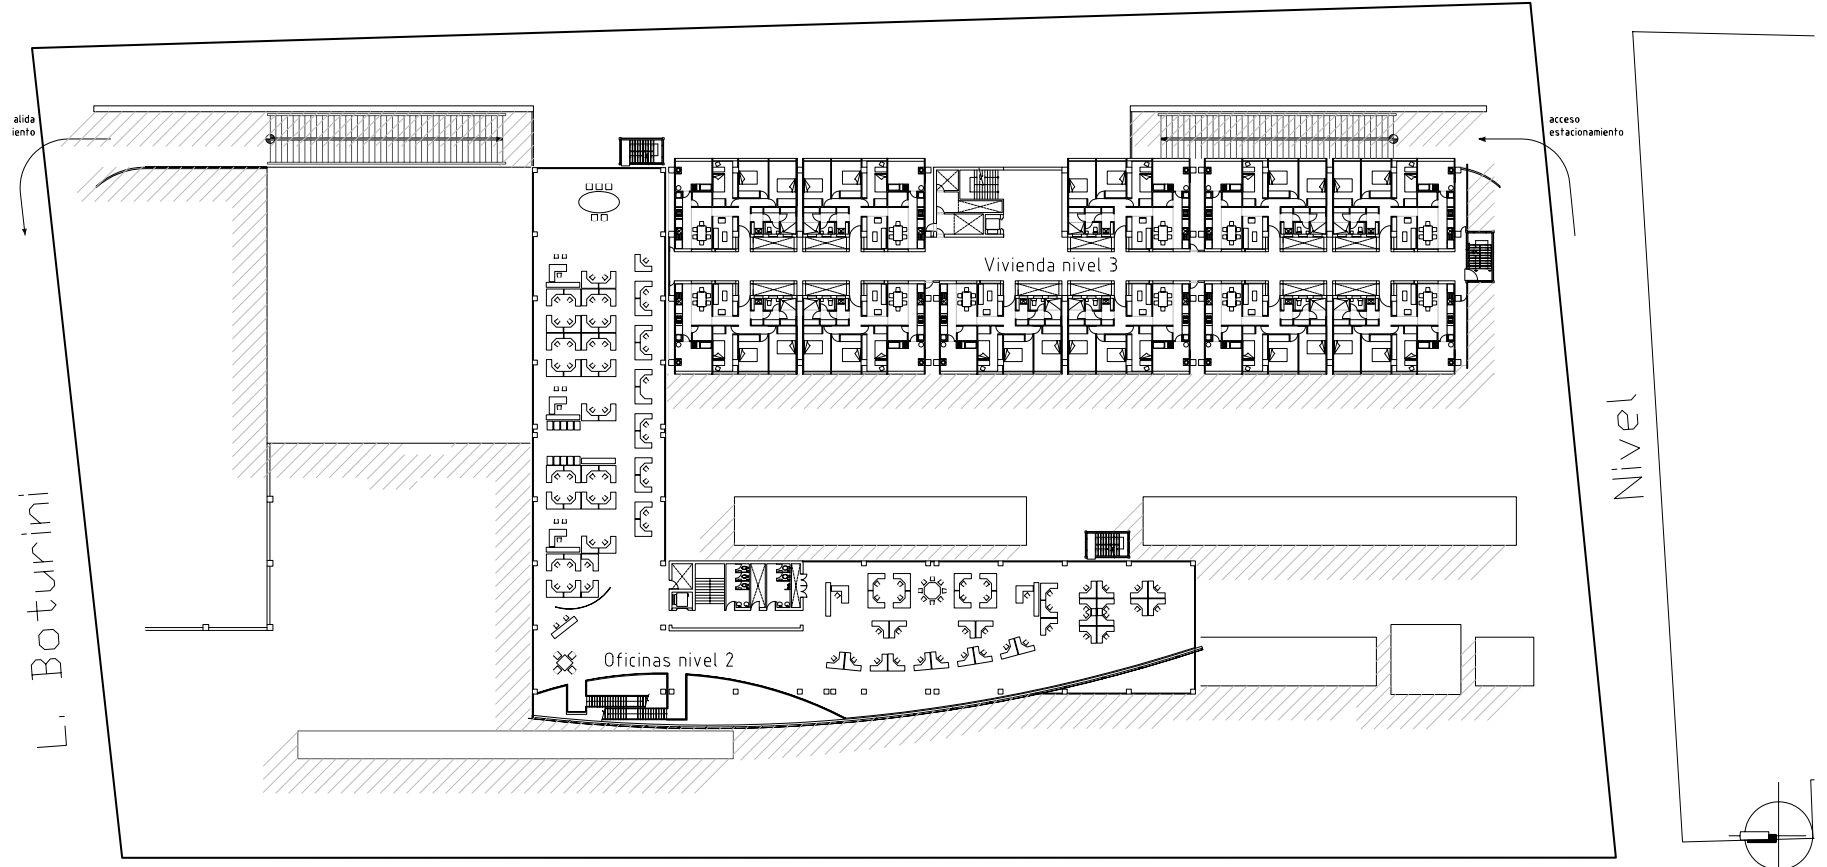 alida
iento
acceso
estacionamiento
Vivienda nivel 3
Nivel
L. Boturini
Oficinas nivel 2